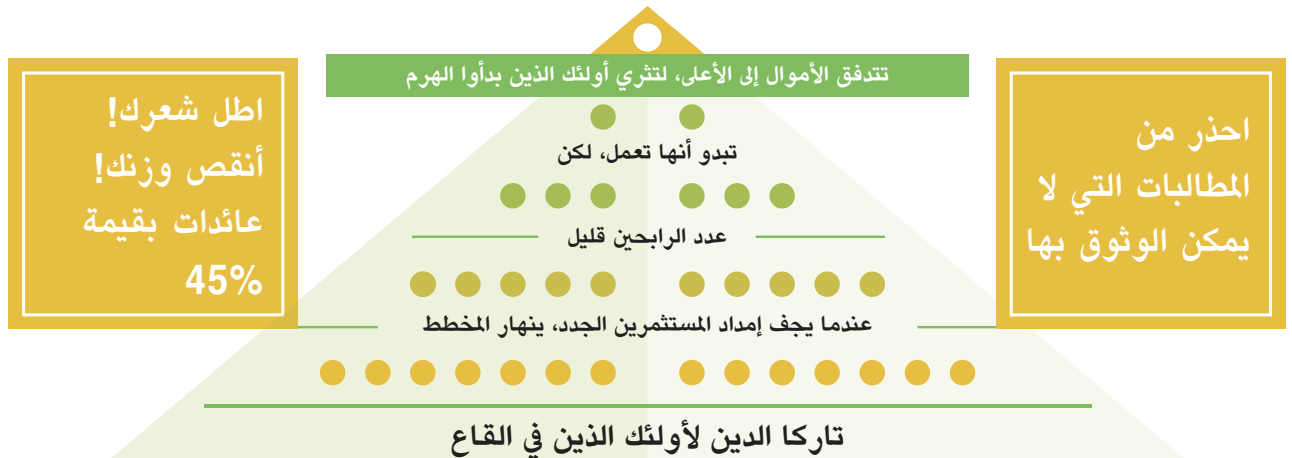 تتدفق الأموال إلى الأعلى، لتثري أولئك الذين بدأوا الهرم
احذر من
المطالبات التي لا
يمكن الوثوق بها
تبدو أنها تعمل، لكن
عدد الرابحين قليل
عندما يجف إمداد المستثمرين الجدد، ينهار المخطط
تاركا الدين لأولئك الذين في القاع
اطل شعرك!
أنقص وزنك!
عائدات بقيمة
45%